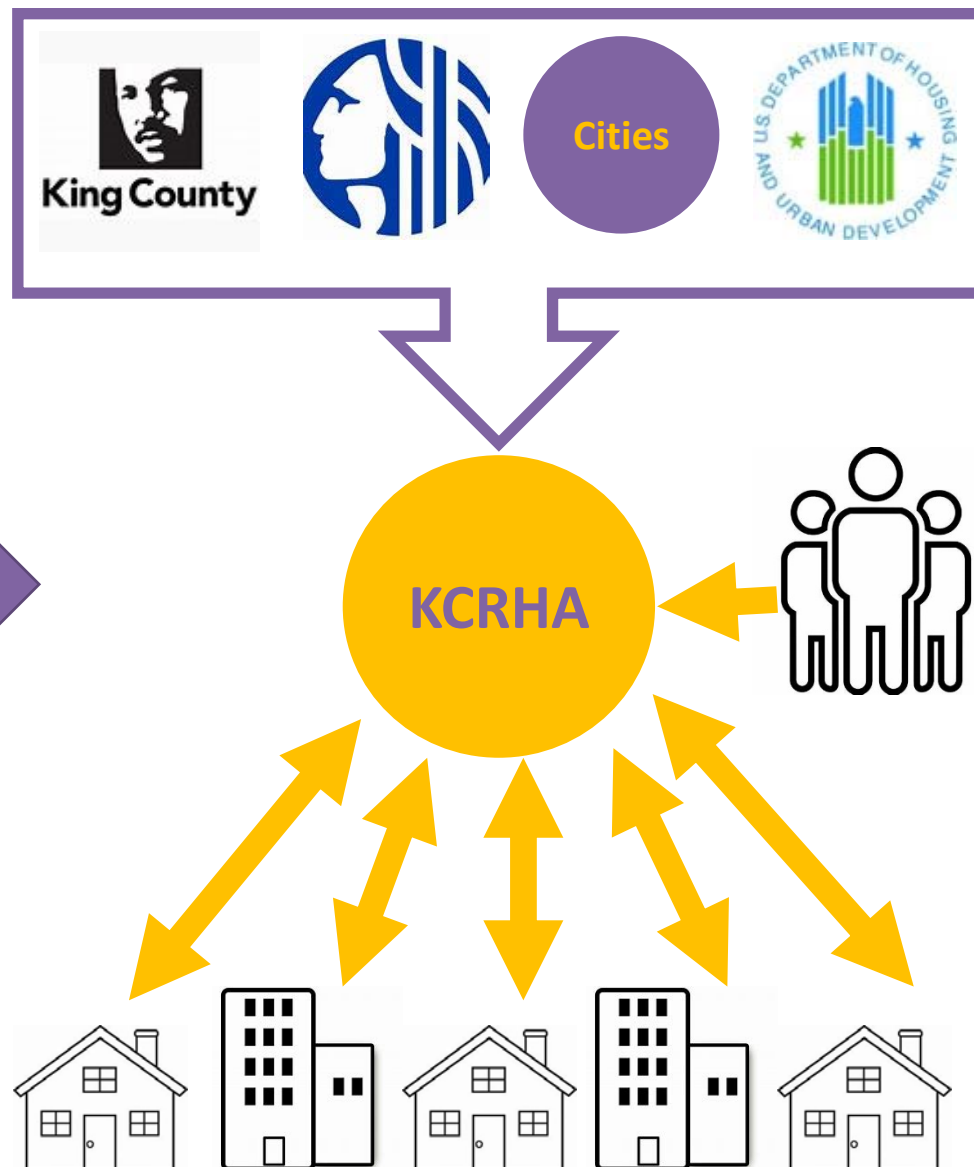 King County
Cities
U.S. DEPARTMENT OF HOUSING
AND URBAN DEVELOPMENT
KCRHA